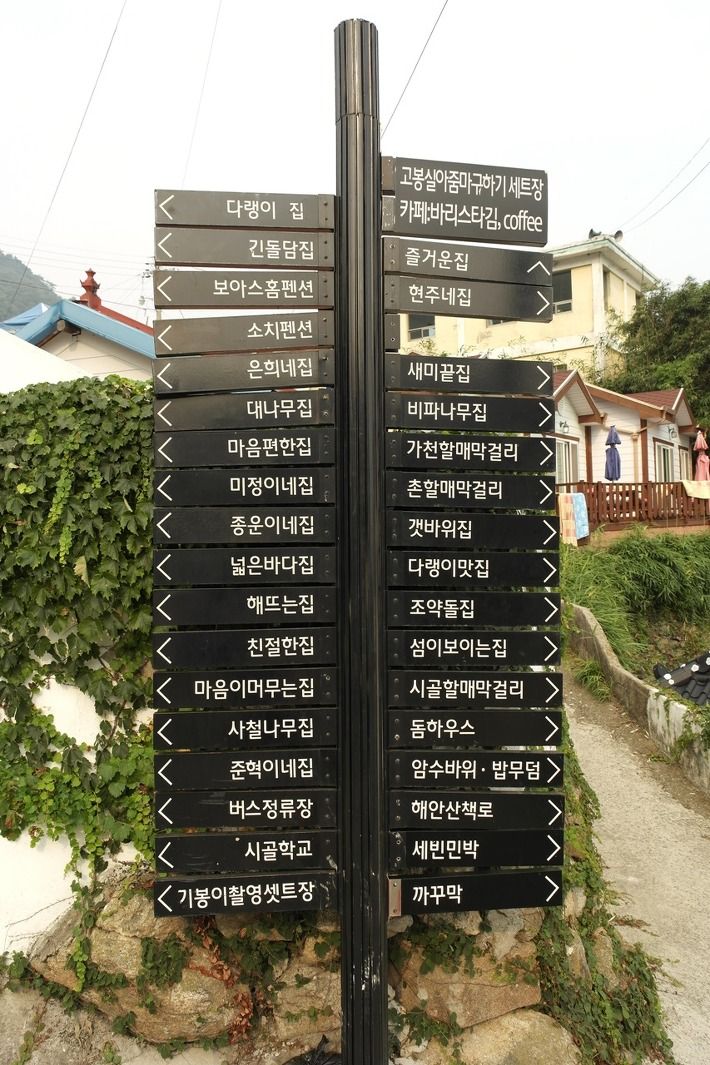 다랭이 집
긴돌담집
보아스홈펜션
소치펜션
은희네집
대나무집
마음편한집
미정이네집
종운이네집
넓은바다집
해뜨는집
친절한집
마음이머무는집
사철나무집
준혁이네집
버스정류장
시골학교
기봉이촬영셋트장
고봉실아줌마규하기 세트장
카페:바리스타김, coffee
즐거운집
현주네집
새미끝집
비파나무집
가천할매막걸리
촌할매막걸리
갯바위집
다랭이맛집
조약돌집
섬이보이는집
시골할매막걸리
돔하우스
암수바위·밥무덤
해안산책로
세빈민박
까꾸막